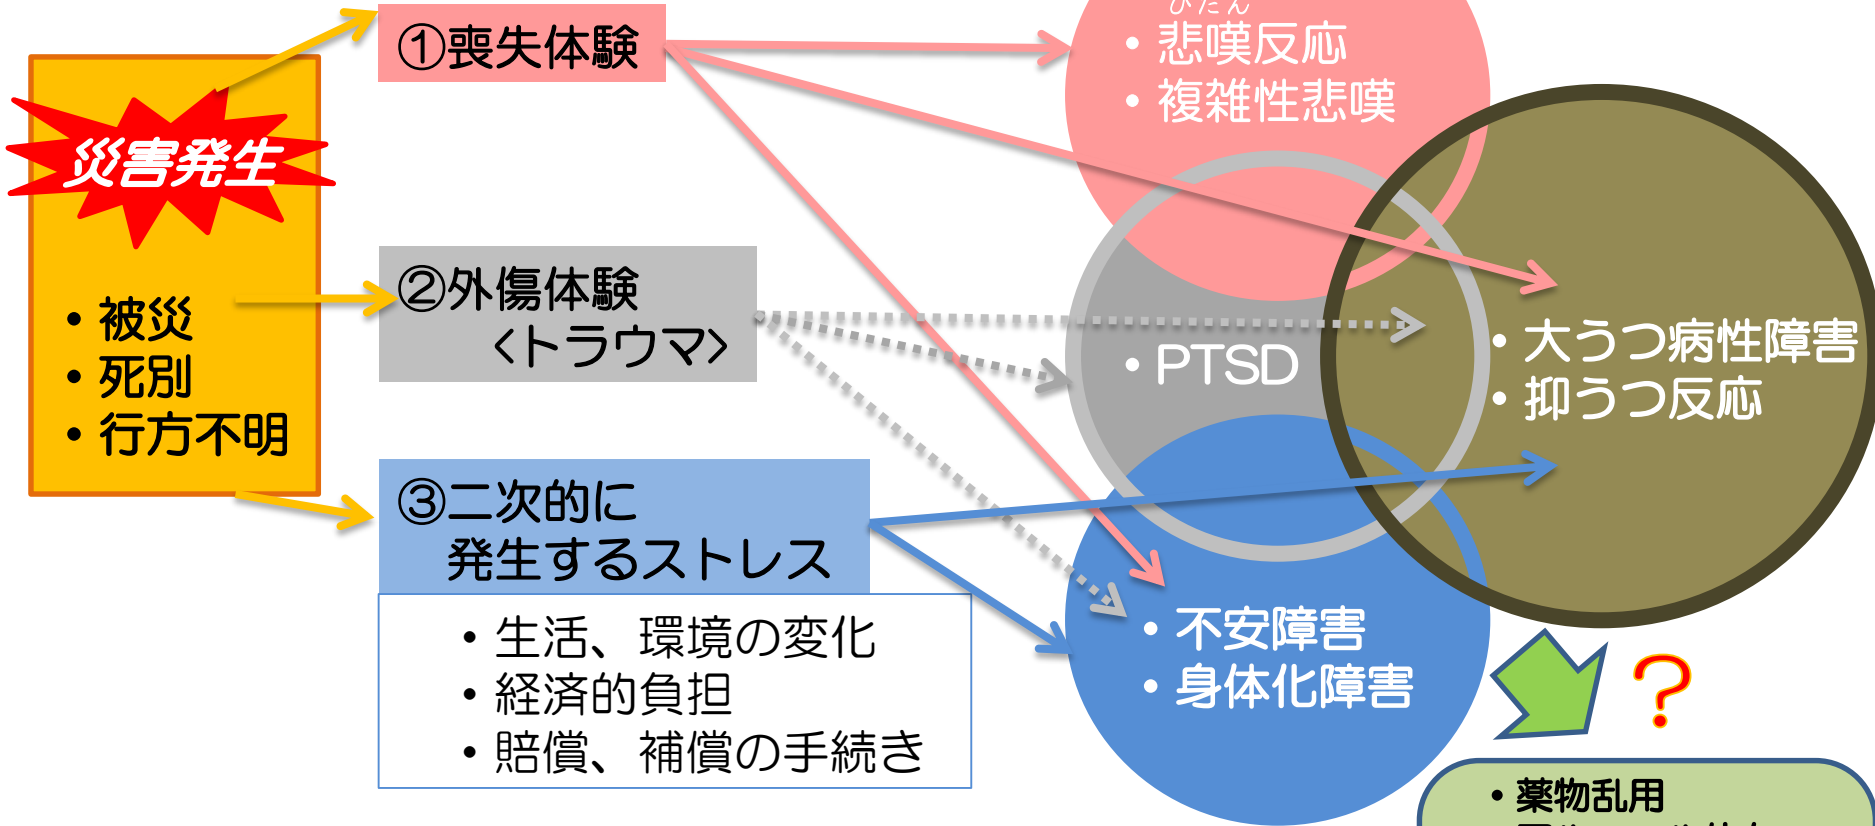 災害発生
・被災
・死別
・行方不明
①喪失体験
②外傷体験
<トラウマ>
③二次的に
発生するストレス
・生活、環境の変化
・経済的負担
・賠償、補償の手続き
ひたん
・悲嘆反応
・複雑性悲嘆
・PTSD
・不安障害
・身体化障害
・大うつ病性障害
・抑うつ反応
？
・薬物乱用